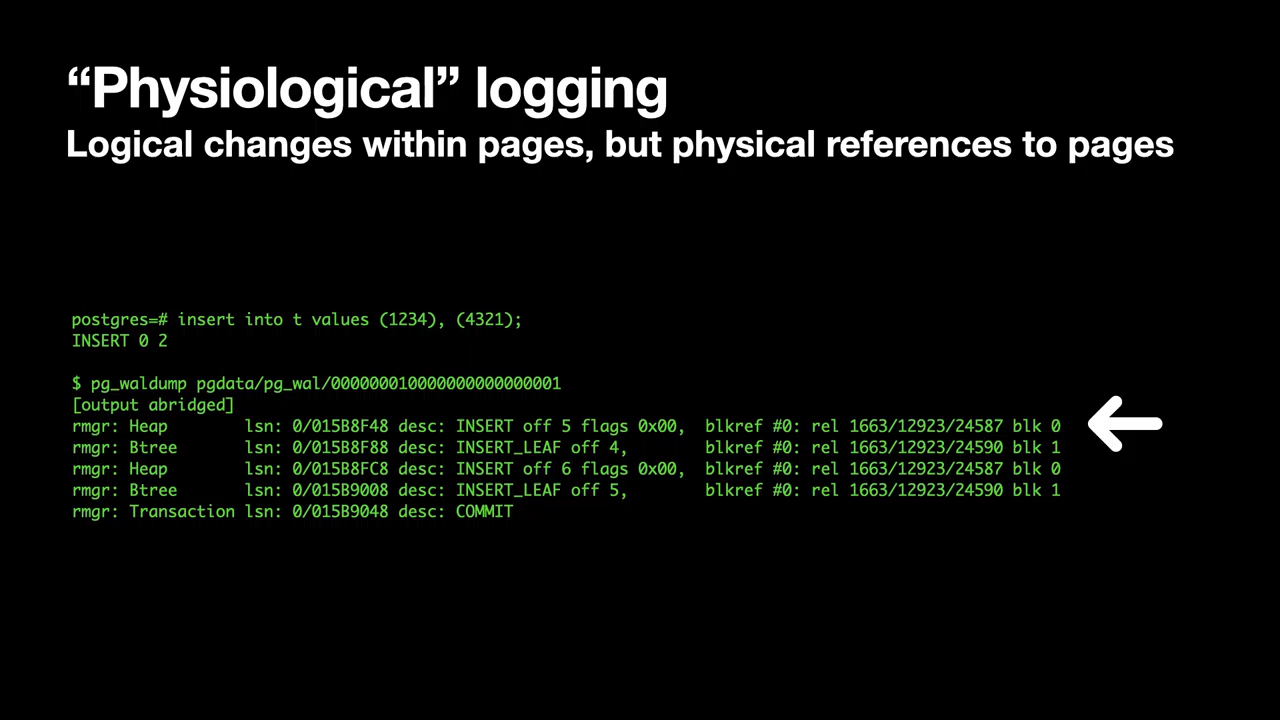 “Physiological” logging
Logical changes within pages, but physical references to pages
postgres=# insert into t values (1234), (4321);
INSERT 0 2
$ pg_waldump pgdata/pg_wal/000000010000000000000001
[output abridged]
rmgr: Heap        lsn: 0/015B8F48 desc: INSERT off 5 flags 0x00,  blkref #0: rel 1663/12923/24587 blk 0
rmgr: Btree       lsn: 0/015B8F88 desc: INSERT_LEAF off 4,        blkref #0: rel 1663/12923/24590 blk 1
rmgr: Heap        lsn: 0/015B8FC8 desc: INSERT off 6 flags 0x00,  blkref #0: rel 1663/12923/24587 blk 0
rmgr: Btree       lsn: 0/015B9008 desc: INSERT_LEAF off 5,        blkref #0: rel 1663/12923/24590 blk 1
rmgr: Transaction lsn: 0/015B9048 desc: COMMIT